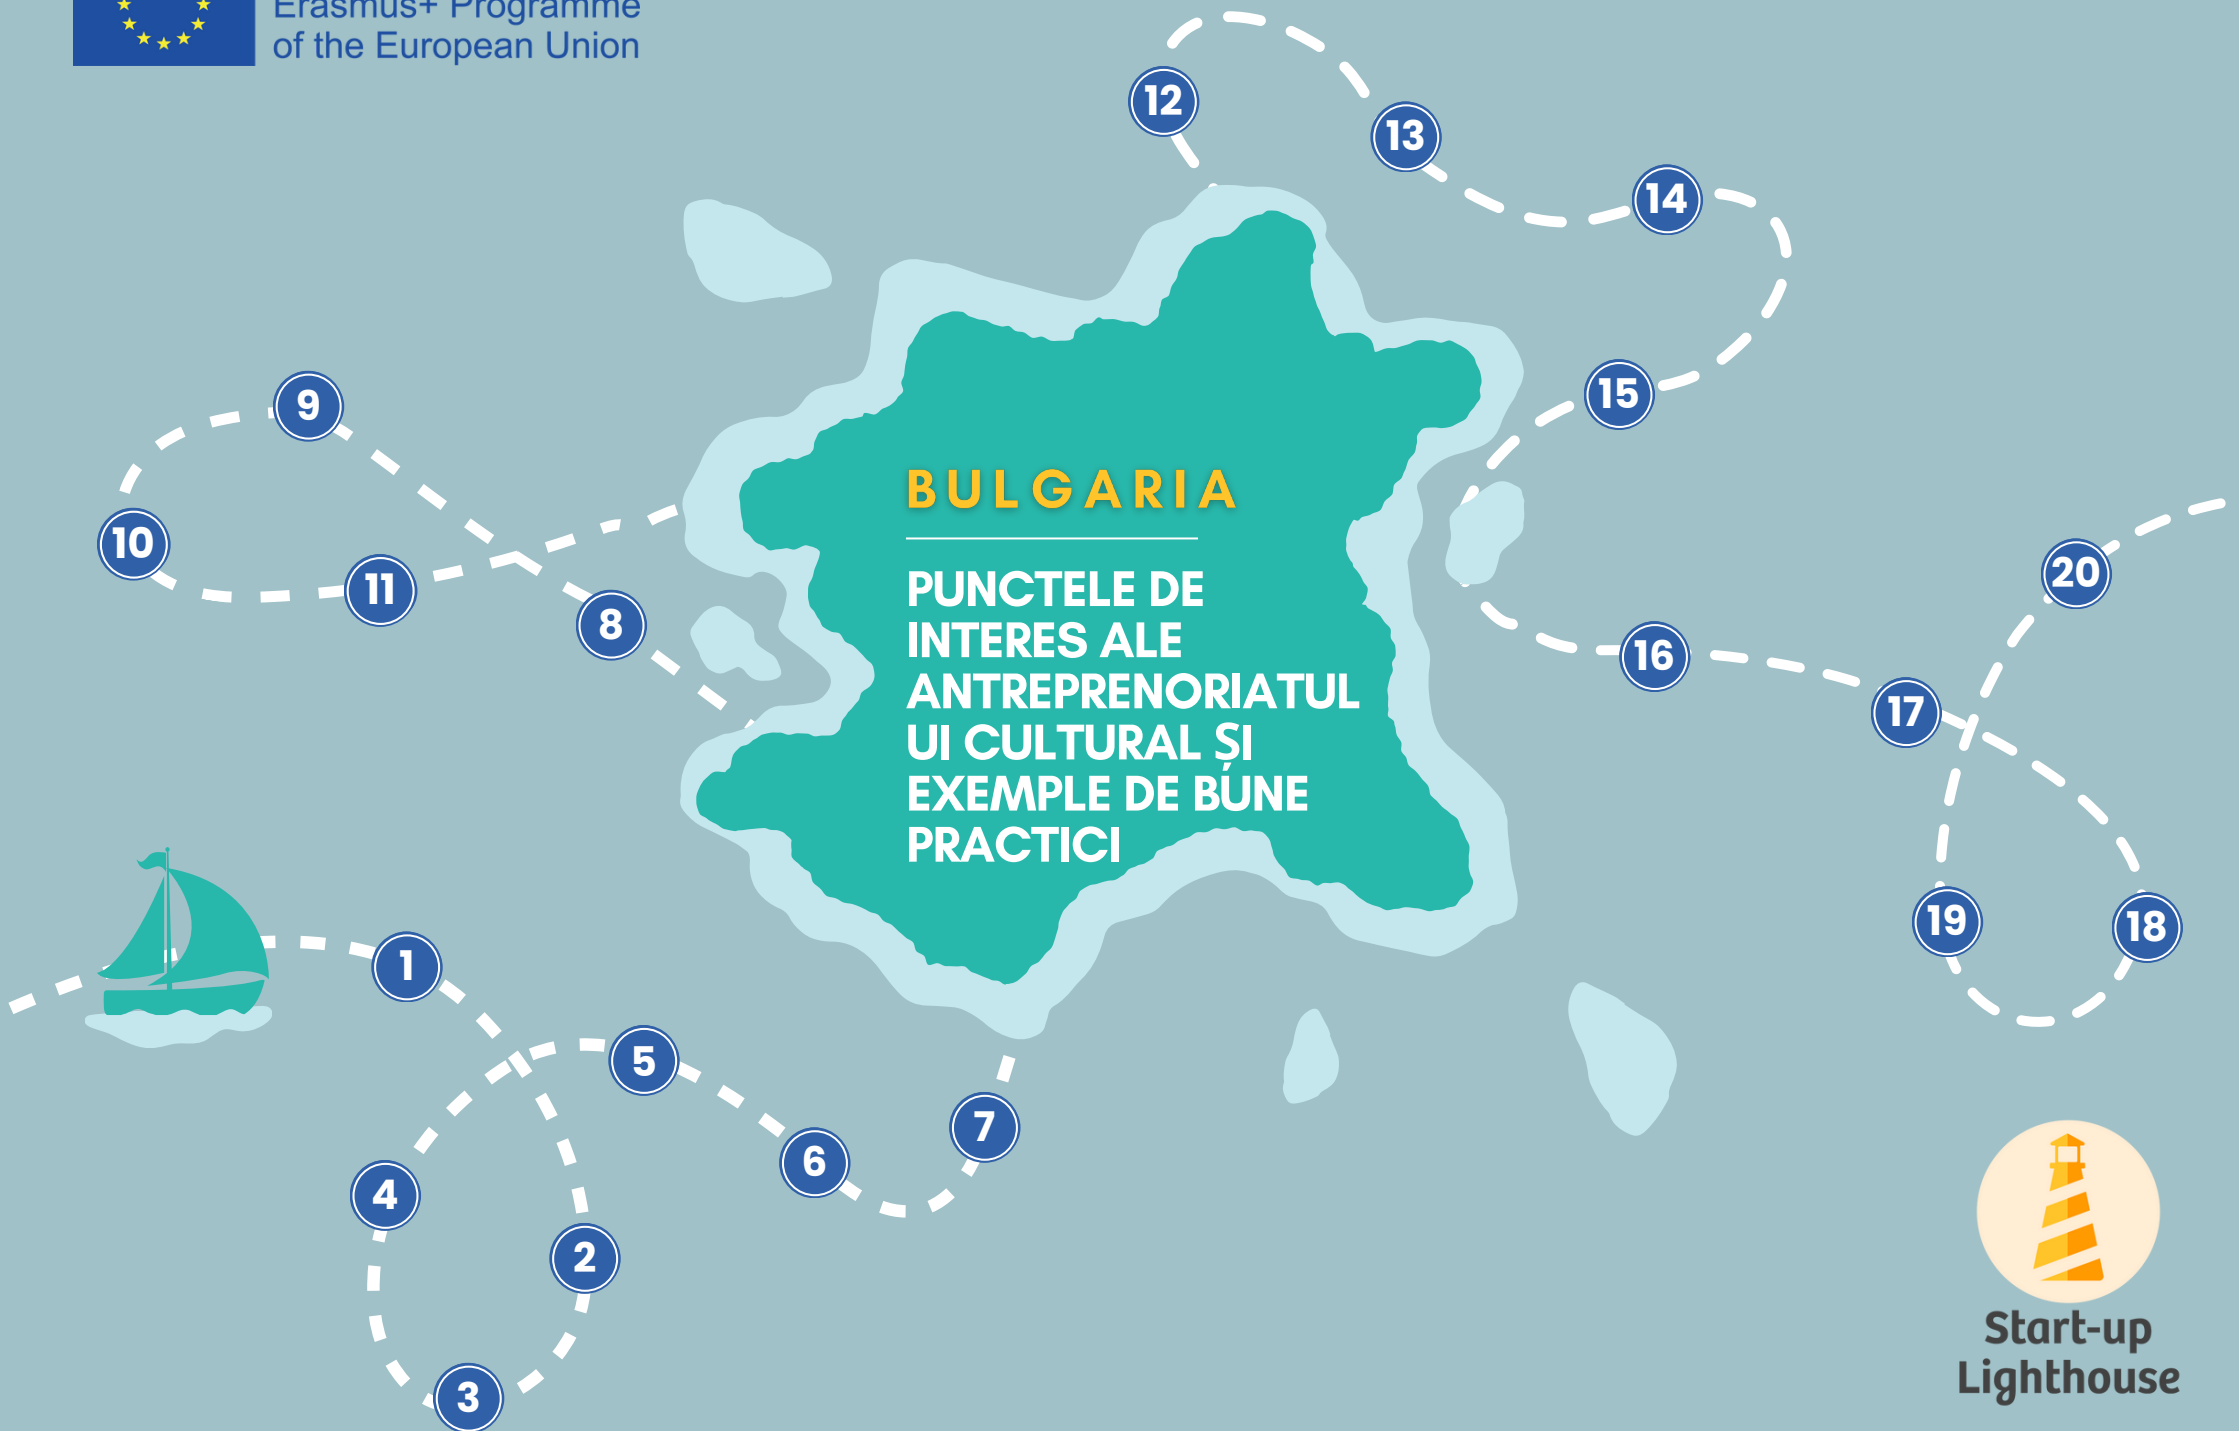 Erasmus+ Programme
of the European Union
12
13
14
9
15
BULGARIA
10
20
PUNCTELE DE
11
8
INTERES ALE
16
ANTREPRENORIATUL
17
UI CULTURAL ȘI
EXEMPLE DE BUNE
PRACTICI
19
18
1
5
7
6
4
2
Start-up
Lighthouse
3